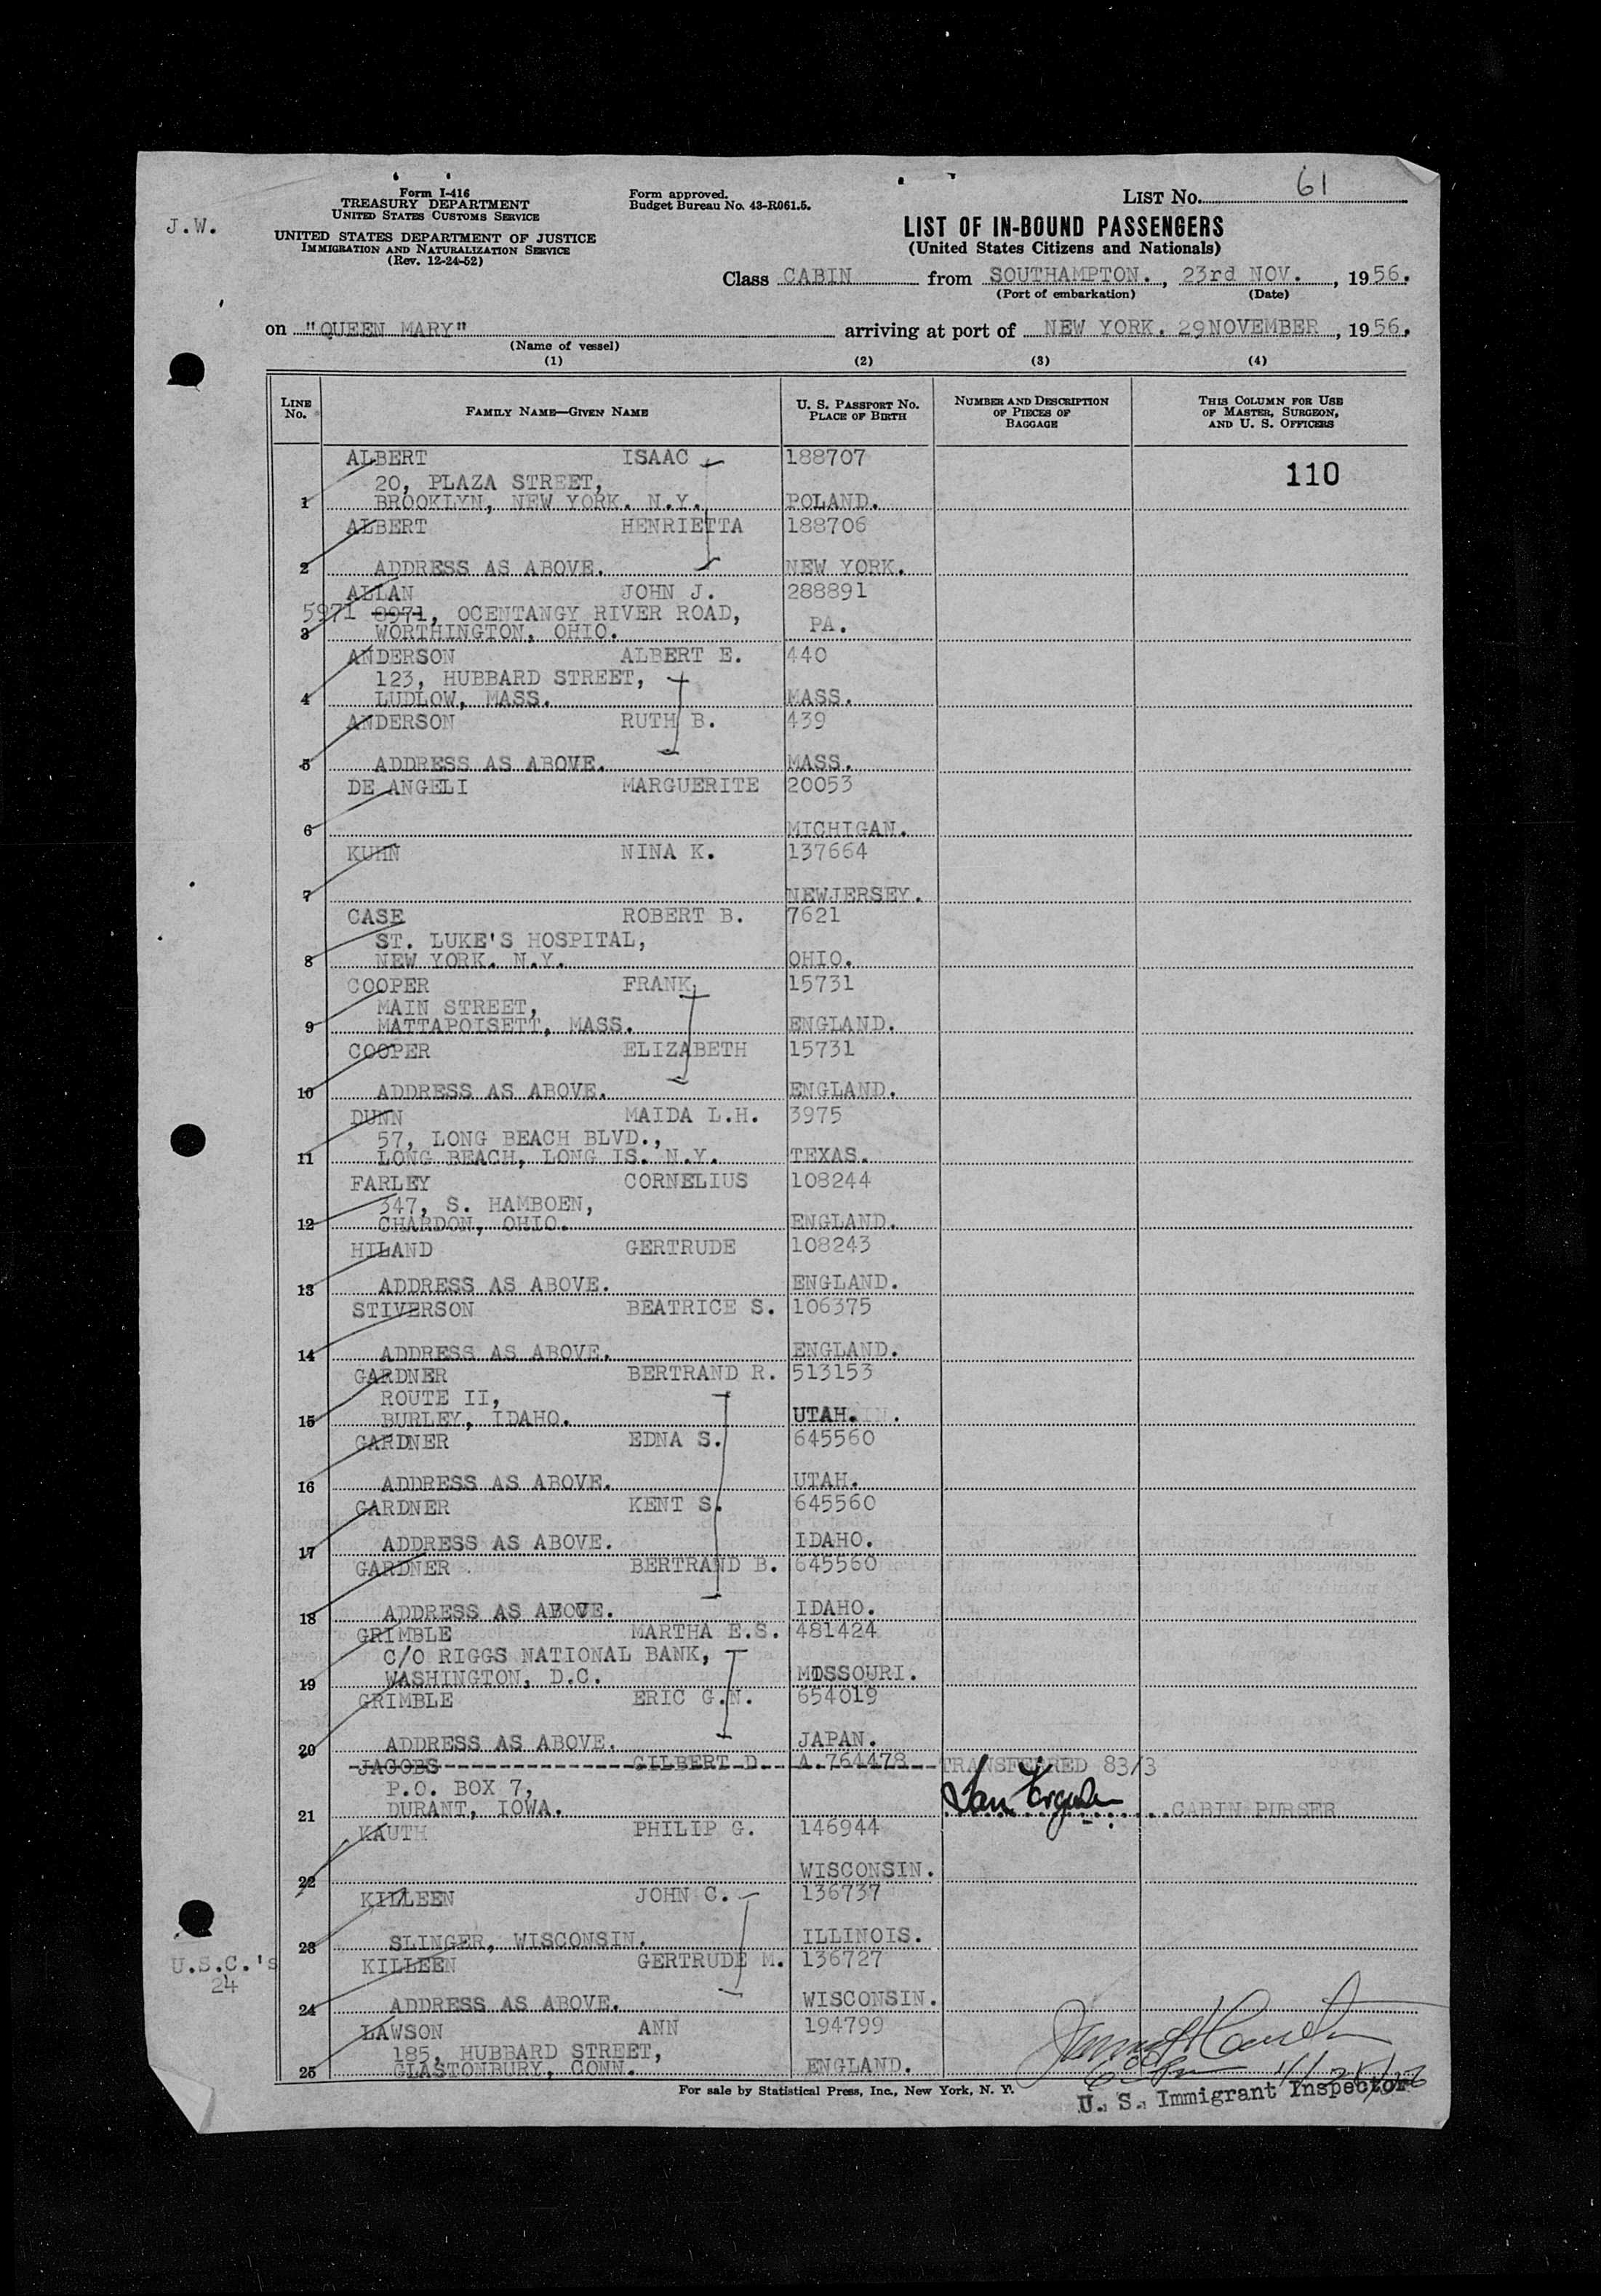 J.W.
Form I-416
TREASURY DEPARTMENT
UNITED STATES CUSTOMS SERVICE
UNITED STATES DEPARTMENT OF JUSTICE
IMMIGRATION AND NATURALIZATION SERVICE
(Rev. 12-24-52)
Form approved.
Budget Bureau No. 43-R061.5.
LIST No. 61
LIST OF IN-BOUND PASSENGERS
(United States Citizens and Nationals)
Class CABIN from SOUTHAMPTON., 23rd NOV., 1956.
(Port of embarkation) (Date)
on "QUEEN MARY" arriving at port of NEW YORK. 29NOVEMBER, 1956.
(Name of vessel)
(1) (2) (3) (4)
LINE No. FAMILY NAME—GIVEN NAME U. S. PASSPORT No. PLACE OF BIRTH NUMBER AND DESCRIPTION OF PIECES OF BAGGAGE THIS COLUMN FOR USE OF MASTER, SURGEON, AND U. S. OFFICERS
ALBERT ISAAC 188707
110
20, PLAZA STREET,
1 BROOKLYN, NEW YORK. N.Y. POLAND.
ALBERT HENRIETTA 188706
2 ADDRESS AS ABOVE. NEW YORK.
ALLAN JOHN J. 288891
5971 8971, OCENTANGY RIVER ROAD,
3 WORTHINGTON, OHIO. PA.
ANDERSON ALBERT E. 440
123, HUBBARD STREET,
4 LUDLOW, MASS. MASS.
ANDERSON RUTH B. 439
5 ADDRESS AS ABOVE. MASS.
DE ANGELI MARGUERITE 20053
6 MICHIGAN.
KUHN NINA K. 137664
7 NEWJERSEY.
CASE ROBERT B. 7621
ST. LUKE'S HOSPITAL,
8 NEW YORK. N.Y. OHIO.
COOPER FRANK 15731
MAIN STREET,
9 MATTAPOISETT, MASS. ENGLAND.
COOPER ELIZABETH 15731
10 ADDRESS AS ABOVE. ENGLAND.
DUNN MAIDA L.H. 3975
57, LONG BEACH BLVD.,
11 LONG BEACH, LONG IS. N.Y. TEXAS.
FARLEY CORNELIUS 108244
347, S. HAMBOEN,
12 CHARDON, OHIO. ENGLAND.
HILAND GERTRUDE 108243
13 ADDRESS AS ABOVE. ENGLAND.
STIVERSON BEATRICE S. 106375
14 ADDRESS AS ABOVE. ENGLAND.
GARDNER BERTRAND R. 513153
ROUTE II,
15 BURLEY, IDAHO. UTAH.
GARDNER EDNA S. 645560
16 ADDRESS AS ABOVE. UTAH.
GARDNER KENT S. 645560
17 ADDRESS AS ABOVE. IDAHO.
GARDNER BERTRAND B. 645560
18 ADDRESS AS ABOVE. IDAHO.
GRIMBLE MARTHA E.S. 481424
C/O RIGGS NATIONAL BANK,
19 WASHINGTON, D.C. MISSOURI.
GRIMBLE ERIC G.N. 654019
20 ADDRESS AS ABOVE. JAPAN.
JACOBS GILBERT D. A 764478 TRANSFERRED 83/3
P.O. BOX 7,
21 DURANT, IOWA. CABIN PURSER
KAUTH PHILIP G. 146944
22 WISCONSIN.
KILLEEN JOHN C. 136737
23 SLINGER, WISCONSIN. ILLINOIS.
U.S.C.'s
24
KILLEEN GERTRUDE M. 136727
24 ADDRESS AS ABOVE. WISCONSIN.
LAWSON ANN 194799
185, HUBBARD STREET,
25 GLASTONBURY, CONN. ENGLAND.
For sale by Statistical Press, Inc., New York, N. Y.
U. S. Immigrant Inspector